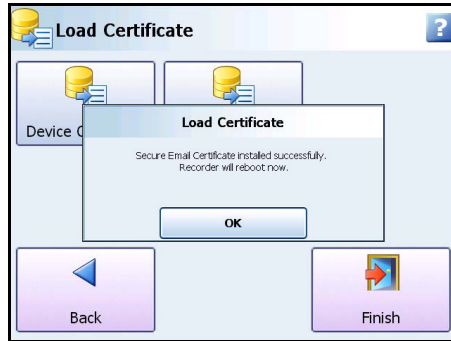 Load Certificate
?
Device C
Load Certificate
Secure Email Certificate installed successfully.
Recorder will reboot now.
OK
Back
Finish